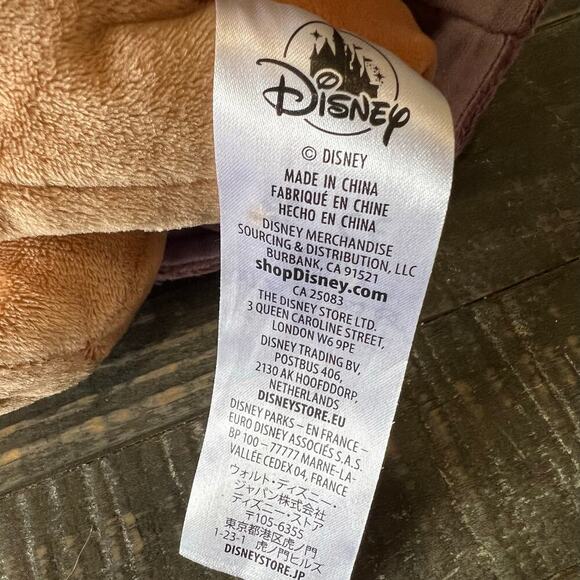 Disney
© DISNEY
MADE IN CHINA
FABRIQUÉ EN CHINE
HECHO EN CHINA
DISNEY MERCHANDISE
SOURCING & DISTRIBUTION, LLC
BURBANK, CA 91521
shopDisney.com
CA 25083
THE DISNEY STORE LTD.
3 QUEEN CAROLINE STREET,
LONDON W6 9PE
DISNEY TRADING BV,
POSTBUS 406,
2130 AK HOOFDDORP,
NETHERLANDS
DISNEYSTORE.EU
DISNEY PARKS – EN FRANCE –
EURO DISNEY ASSOCIÉS S.A.S.
BP 100 – 77777 MARNE-LA-
VALLÉE CEDEX 04, FRANCE
ウォルト・ディズニー・
ジャパン株式会社
ディズニー・ストア
〒105-6355
東京都港区虎ノ門
1-23-1 虎ノ門ヒルズ
DISNEYSTORE.JP